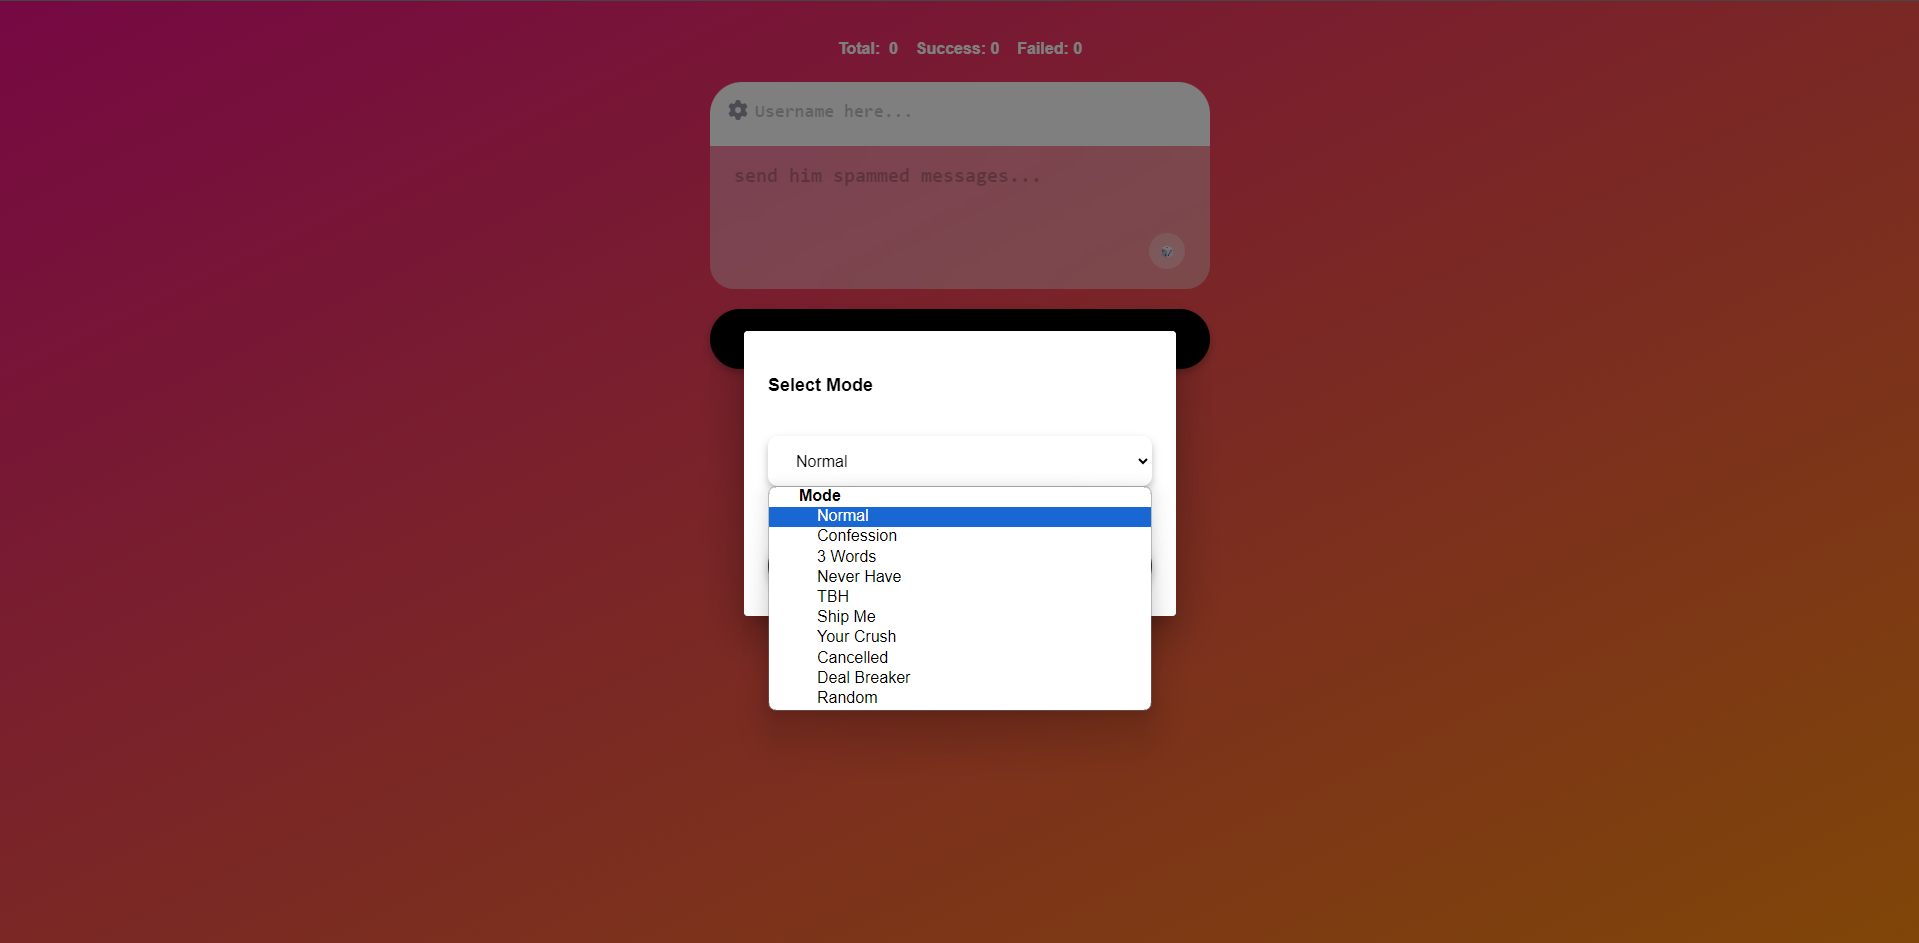 Total: 0 Success: 0 Failed: 0
Username here...
send him spammed messages...
Select Mode
Normal
Mode
Normal
Confession
3 Words
Never Have
TBH
Ship Me
Your Crush
Cancelled
Deal Breaker
Random